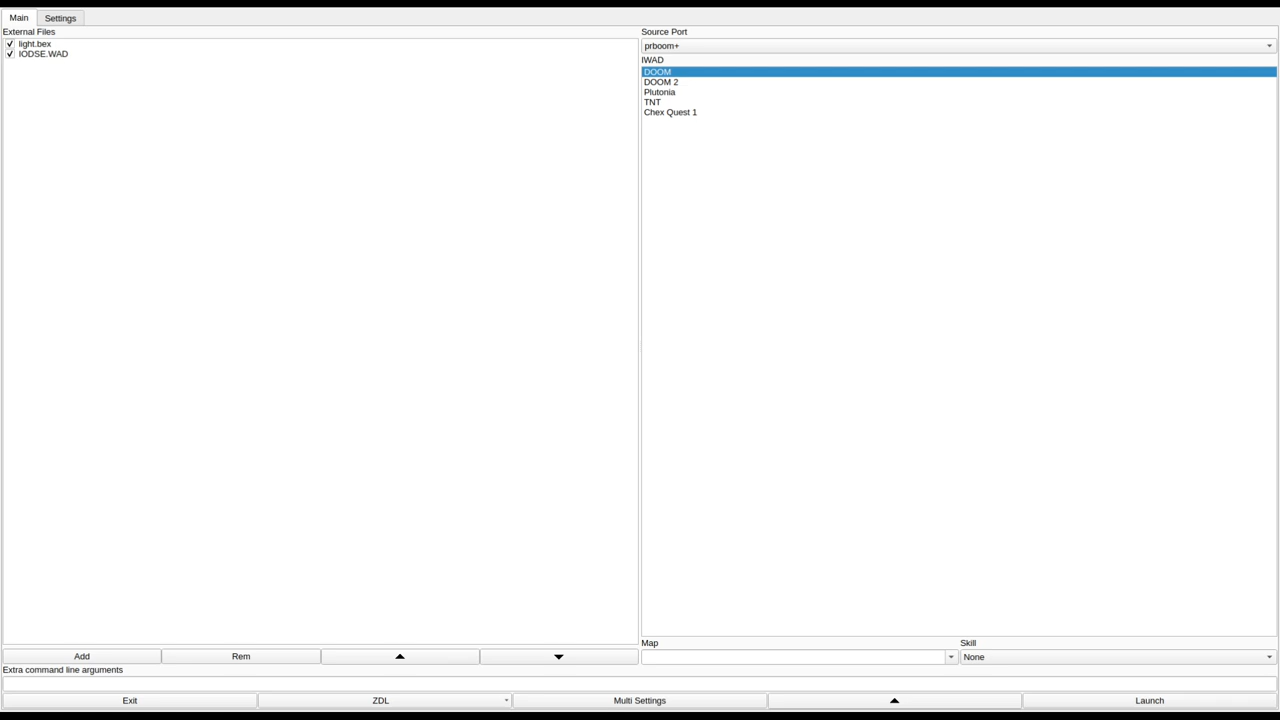 Main Settings
External Files
light.bex
IODSE.WAD
Source Port
prboom+
IWAD
DOOM
DOOM 2
Plutonia
TNT
Chex Quest 1
Add Rem
Map Skill
None
Extra command line arguments
Exit ZDL Multi Settings Launch